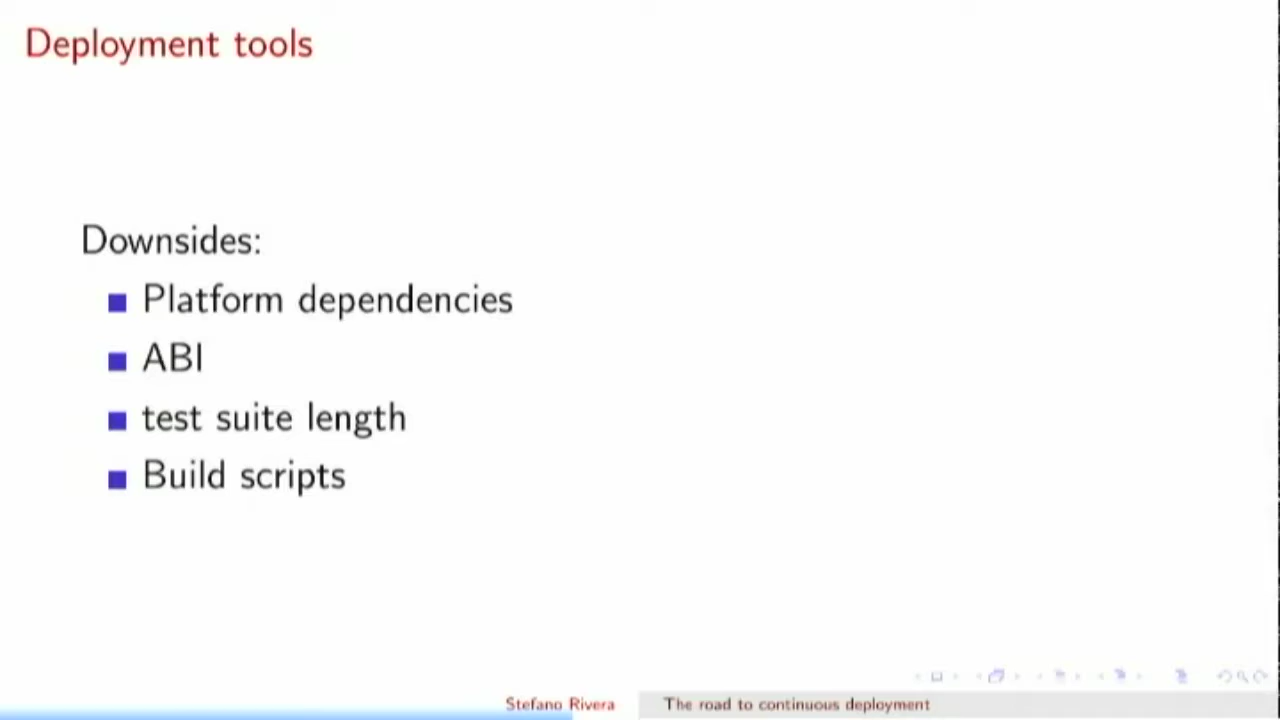 Deployment tools
Downsides:
Platform dependencies
ABI
test suite length
Build scripts
Stefano Rivera
The road to continuous deployment